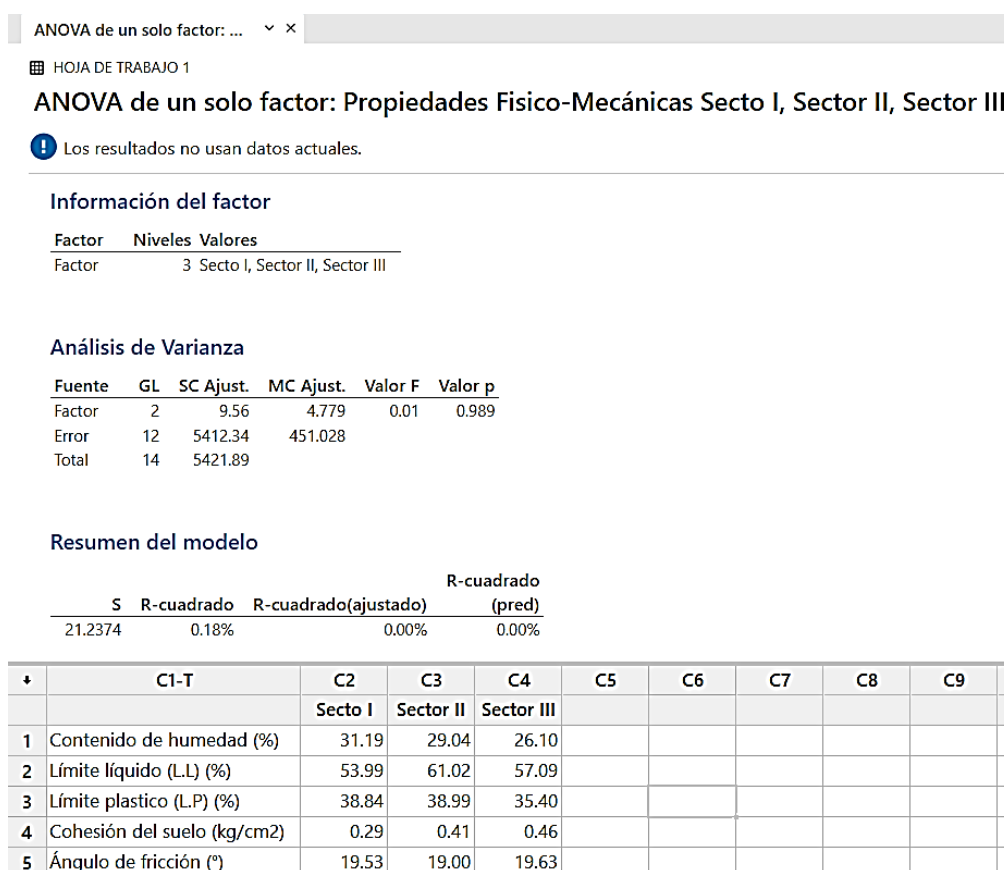 ANOVA de un solo factor: ...
HOJA DE TRABAJO 1
ANOVA de un solo factor: Propiedades Fisico-Mecánicas Secto I, Sector II, Sector III
Los resultados no usan datos actuales.
Información del factor
Factor Niveles Valores
Factor 3 Secto I, Sector II, Sector III
Análisis de Varianza
Fuente GL SC Ajust. MC Ajust. Valor F Valor p
Factor 2 9.56 4.779 0.01 0.989
Error 12 5412.34 451.028
Total 14 5421.89
Resumen del modelo
R-cuadrado
S R-cuadrado R-cuadrado(ajustado) (pred)
21.2374 0.18% 0.00% 0.00%
C1-T C2 C3 C4 C5 C6 C7 C8 C9
Secto I Sector II Sector III
1 Contenido de humedad (%) 31.19 29.04 26.10
2 Límite líquido (L.L) (%) 53.99 61.02 57.09
3 Límite plastico (L.P) (%) 38.84 38.99 35.40
4 Cohesión del suelo (kg/cm2) 0.29 0.41 0.46
5 Ángulo de fricción (º) 19.53 19.00 19.63